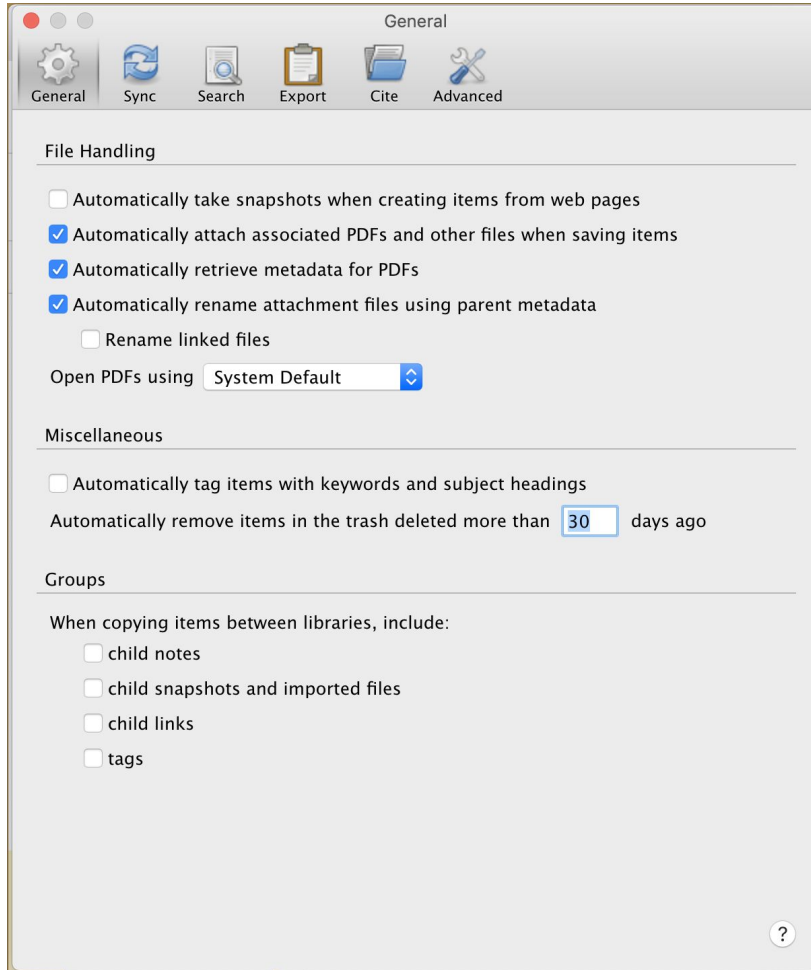 General
General Sync Search Export Cite Advanced
File Handling
Automatically take snapshots when creating items from web pages
Automatically attach associated PDFs and other files when saving items
Automatically retrieve metadata for PDFs
Automatically rename attachment files using parent metadata
Rename linked files
Open PDFs using System Default
Miscellaneous
Automatically tag items with keywords and subject headings
Automatically remove items in the trash deleted more than 30 days ago
Groups
When copying items between libraries, include:
child notes
child snapshots and imported files
child links
tags
?